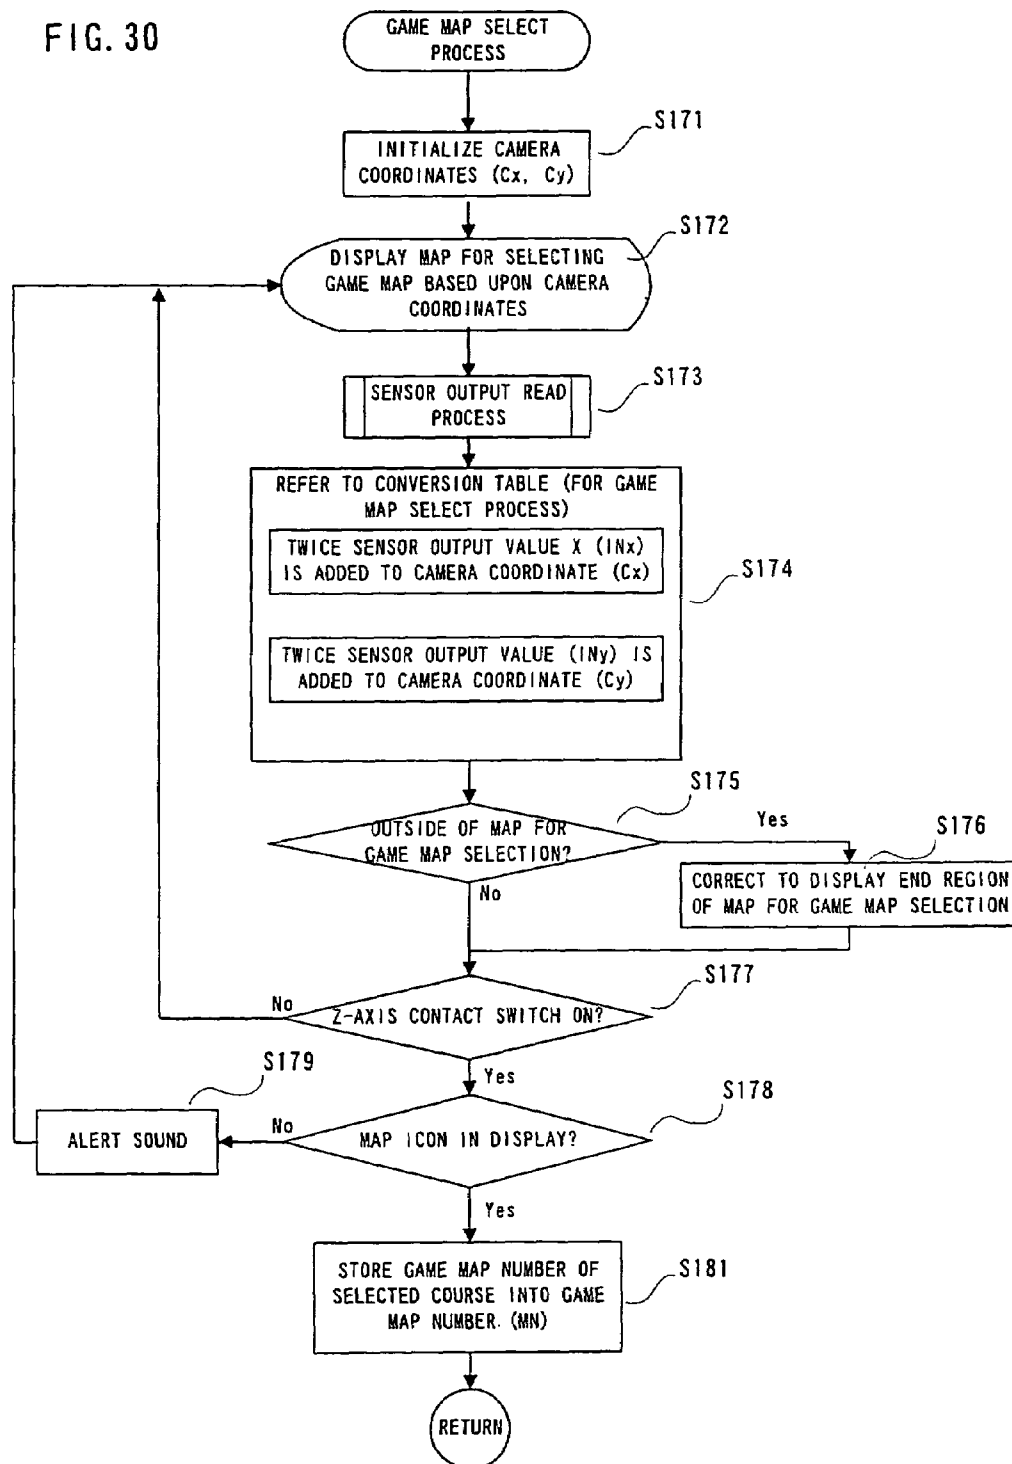 FIG. 30
GAME MAP SELECT
PROCESS
S171
INITIALIZE CAMERA
COORDINATES (Cx, Cy)
S172
DISPLAY MAP FOR SELECTING
GAME MAP BASED UPON CAMERA
COORDINATES
S173
SENSOR OUTPUT READ
PROCESS
REFER TO CONVERSION TABLE (FOR GAME
MAP SELECT PROCESS)
TWICE SENSOR OUTPUT VALUE X (INx)
IS ADDED TO CAMERA COORDINATE (Cx)
S174
TWICE SENSOR OUTPUT VALUE (INy) IS
ADDED TO CAMERA COORDINATE (Cy)
S175
OUTSIDE OF MAP FOR
GAME MAP SELECTION?
Yes
S176
CORRECT TO DISPLAY END REGION
OF MAP FOR GAME MAP SELECTION
No
S177
No
Z-AXIS CONTACT SWITCH ON?
Yes
S179
S178
ALERT SOUND
No
MAP ICON IN DISPLAY?
Yes
S181
STORE GAME MAP NUMBER OF
SELECTED COURSE INTO GAME
MAP NUMBER. (MN)
RETURN